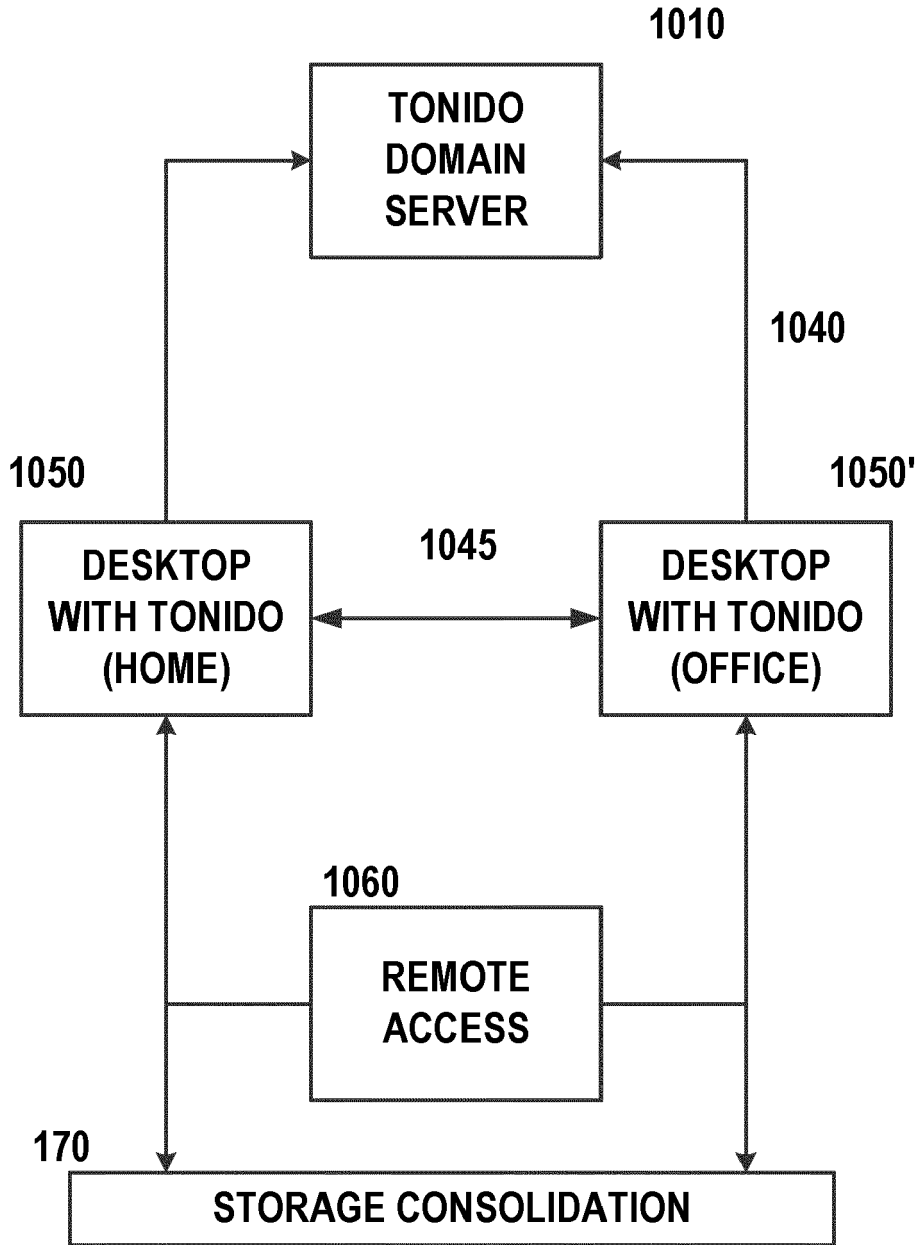 1010
TONIDO
DOMAIN
SERVER
1040
1050
1050'
1045
DESKTOP
WITH TONIDO
(HOME)
DESKTOP
WITH TONIDO
(OFFICE)
1060
REMOTE
ACCESS
170
STORAGE CONSOLIDATION